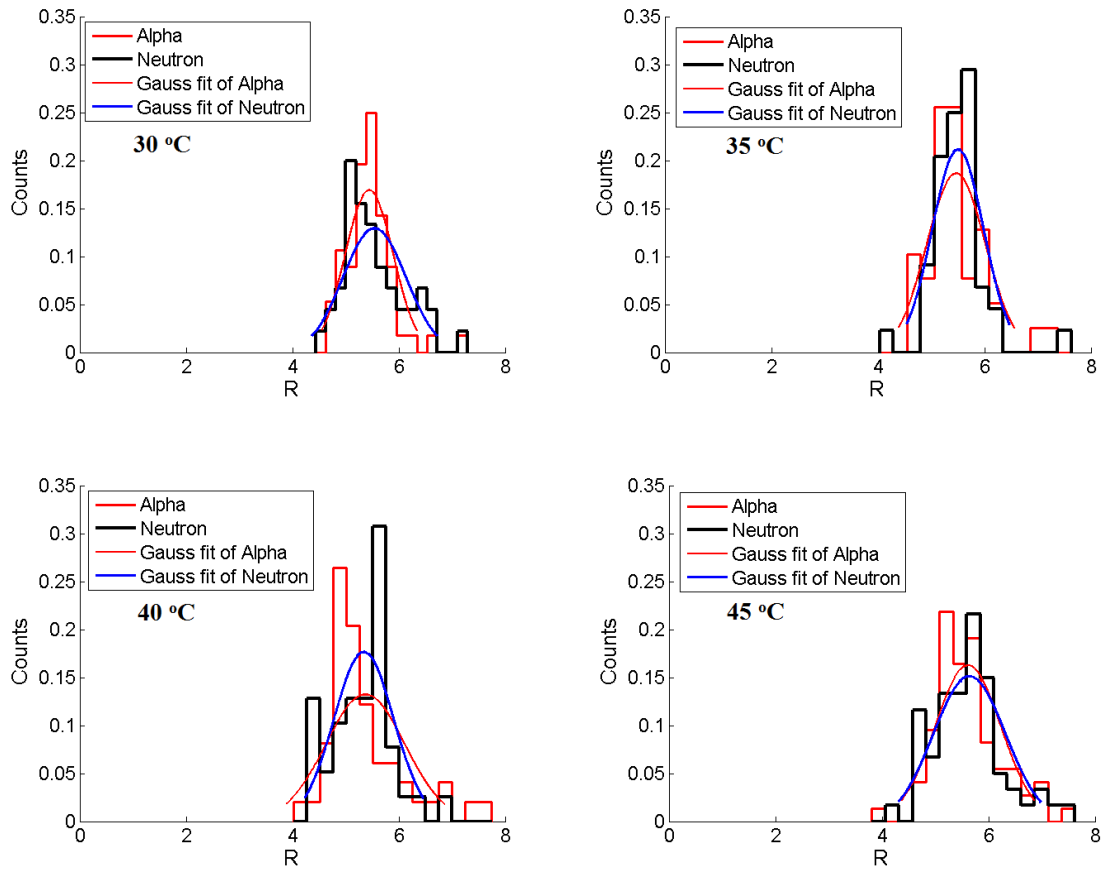 0.35
0.3
0.25
0.2
0.15
0.1
0.05
0
Counts
Alpha
Neutron
Gauss fit of Alpha
Gauss fit of Neutron
30 °C
0 2 4 6 8
R
0.35
0.3
0.25
0.2
0.15
0.1
0.05
0
Counts
Alpha
Neutron
Gauss fit of Alpha
Gauss fit of Neutron
35 °C
0 2 4 6 8
R
0.35
0.3
0.25
0.2
0.15
0.1
0.05
0
Counts
Alpha
Neutron
Gauss fit of Alpha
Gauss fit of Neutron
40 °C
0 2 4 6 8
R
0.35
0.3
0.25
0.2
0.15
0.1
0.05
0
Counts
Alpha
Neutron
Gauss fit of Alpha
Gauss fit of Neutron
45 °C
0 2 4 6 8
R